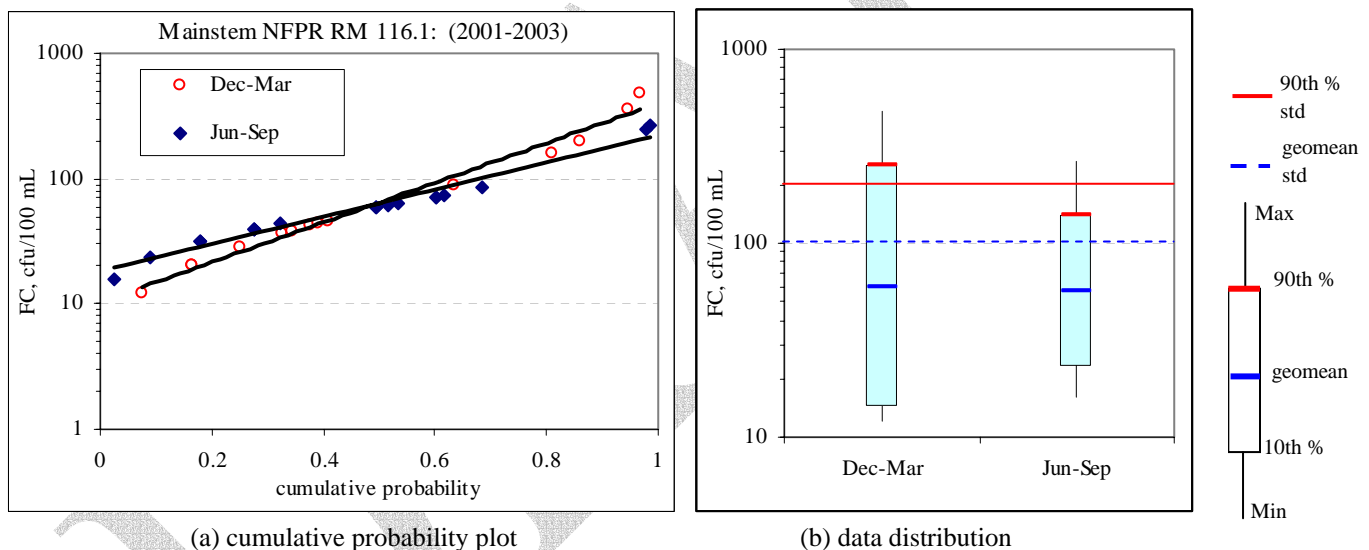 Mainstem NFPR RM 116.1: (2001-2003)
1000
100
10
1
FC, cfu/100 mL
Dec-Mar
Jun-Sep
0
0.2
0.4
0.6
0.8
1
cumulative probability
(a) cumulative probability plot
1000
100
10
FC, cfu/100 mL
Dec-Mar
Jun-Sep
(b) data distribution
90th %
std
geomean
std
Max
90th %
geomean
10th %
Min